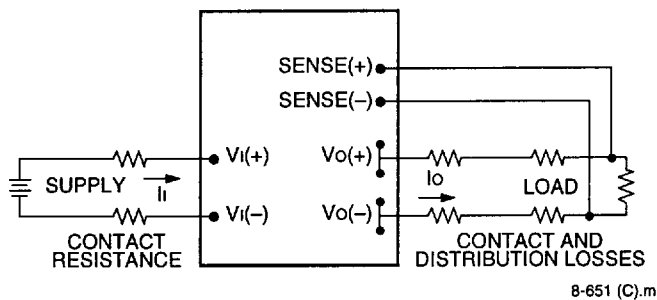 SENSE(+)
SENSE(–)
VI(+)
VO(+)
SUPPLY
II
IO
LOAD
VI(–)
VO(–)
CONTACT
RESISTANCE
CONTACT AND
DISTRIBUTION LOSSES
8-651 (C).m